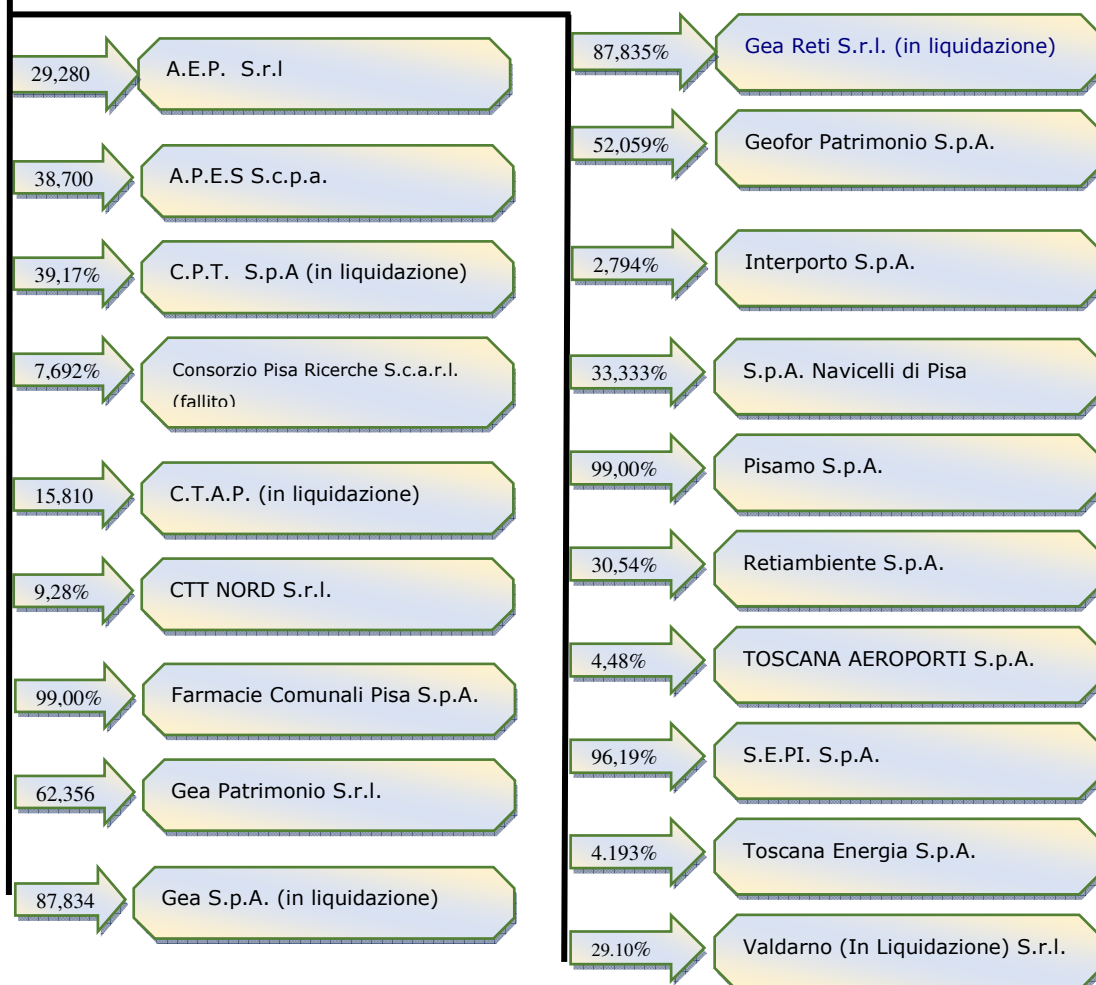 29,280
A.E.P. S.r.l
38,700
A.P.E.S S.c.p.a.
39,17%
C.P.T. S.p.A (in liquidazione)
7,692%
Consorzio Pisa Ricerche S.c.a.r.l.
(fallito)
15,810
C.T.A.P. (in liquidazione)
9,28%
CTT NORD S.r.l.
99,00%
Farmacie Comunali Pisa S.p.A.
62,356
Gea Patrimonio S.r.l.
87,834
Gea S.p.A. (in liquidazione)
87,835%
Gea Reti S.r.l. (in liquidazione)
52,059%
Geofor Patrimonio S.p.A.
2,794%
Interporto S.p.A.
33,333%
S.p.A. Navicelli di Pisa
99,00%
Pisamo S.p.A.
30,54%
Retiambiente S.p.A.
4,48%
TOSCANA AEROPORTI S.p.A.
96,19%
S.E.PI. S.p.A.
4.193%
Toscana Energia S.p.A.
29.10%
Valdarno (In Liquidazione) S.r.l.